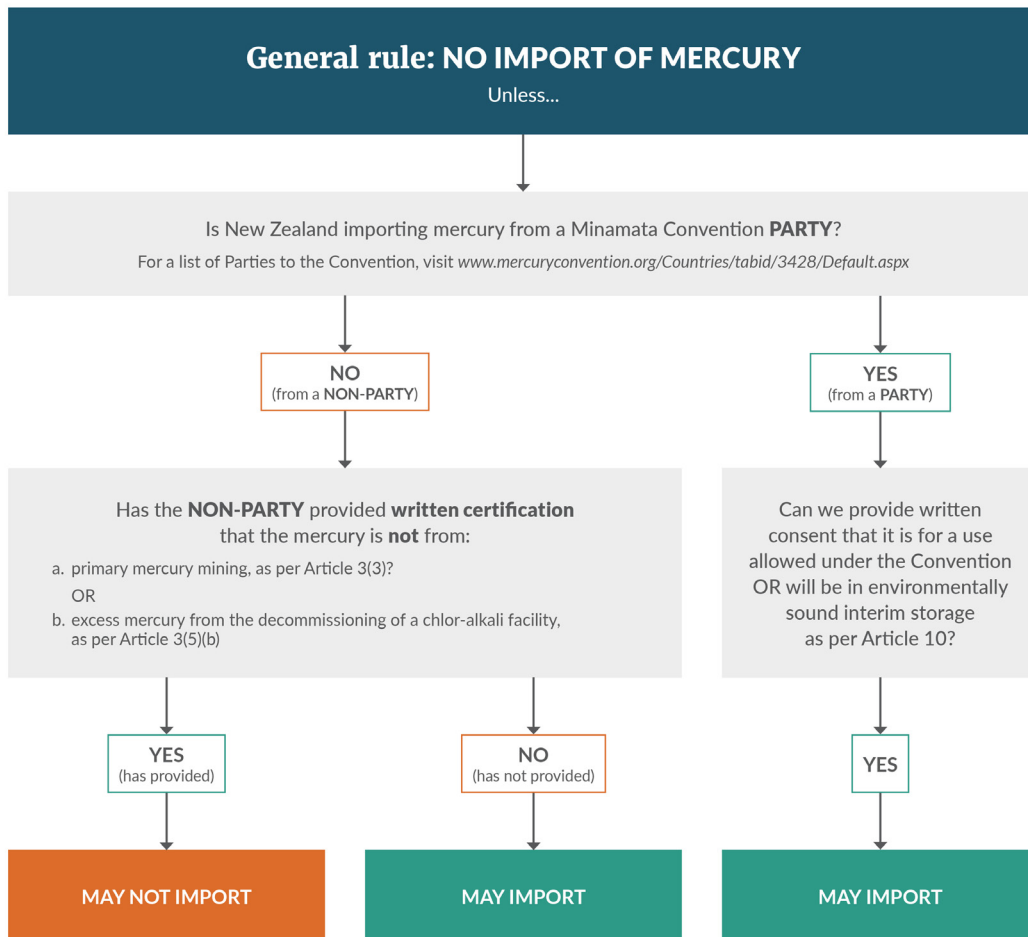 General rule: NO IMPORT OF MERCURY
Unless...
Is New Zealand importing mercury from a Minamata Convention PARTY?
For a list of Parties to the Convention, visit www.mercuryconvention.org/Countries/tabid/3428/Default.aspx
NO
(from a NON-PARTY)
YES
(from a PARTY)
Has the NON-PARTY provided written certification
that the mercury is not from:
a. primary mercury mining, as per Article 3(3)?
OR
b. excess mercury from the decommissioning of a chlor-alkali facility,
as per Article 3(5)(b)
Can we provide written
consent that it is for a use
allowed under the Convention
OR will be in environmentally
sound interim storage
as per Article 10?
YES
(has provided)
NO
(has not provided)
YES
MAY NOT IMPORT
MAY IMPORT
MAY IMPORT